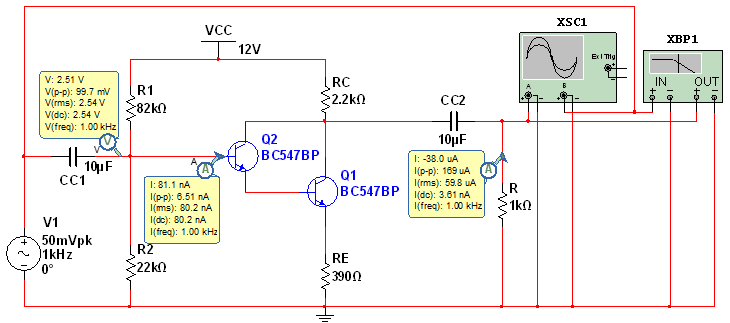 XSC1
Ext Trig
+
A
B
XBP1
IN
OUT
VCC
12V
V: 2.51 V
V(p-p): 99.7 mV
V(rms): 2.54 V
V(dc): 2.54 V
V(freq): 1.00 kHz
V
V
R1
82kΩ
RC
2.2kΩ
CC2
10µF
Q2
BC547BP
A
A
CC1
10µF
I: 81.1 nA
I(p-p): 6.51 nA
I(rms): 80.2 nA
I(dc): 80.2 nA
I(freq): 1.00 kHz
Q1
BC547BP
I: -38.0 uA
I(p-p): 169 uA
I(rms): 59.8 uA
I(dc): 3.61 nA
I(freq): 1.00 kHz
A
R
1kΩ
V1
50mVpk
1kHz
0°
R2
22kΩ
RE
390Ω